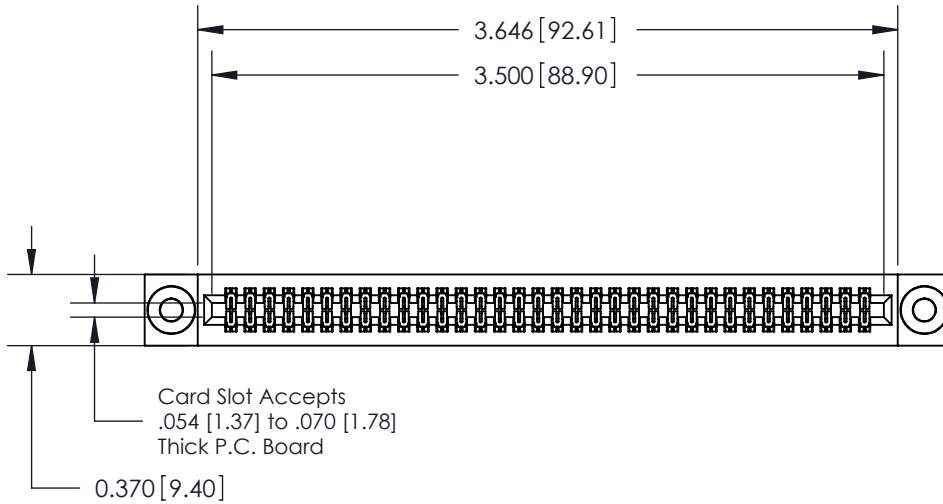 3.646 [92.61]
3.500 [88.90]
Card Slot Accepts
.054 [1.37] to .070 [1.78]
Thick P.C. Board
0.370 [9.40]